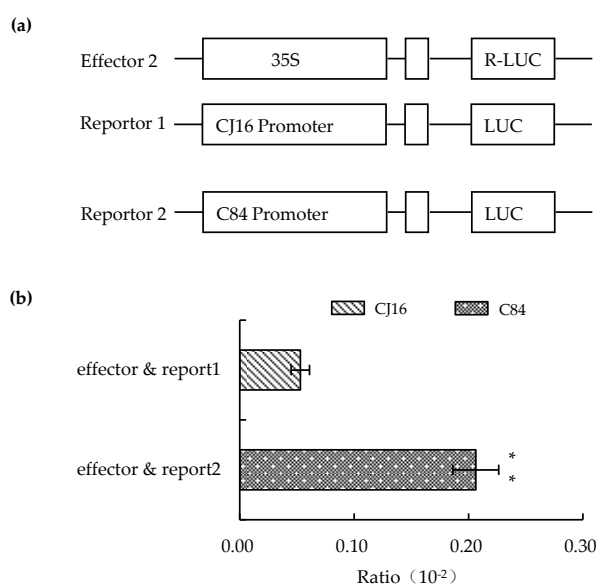 (a)
Effector 2 35S R-LUC
Reportor 1 CJ16 Promoter LUC
Reportor 2 C84 Promoter LUC
(b)
CJ16 C84
effector & report1
effector & report2
*
*
0.00 0.10 0.20 0.30
Ratio（10⁻²）